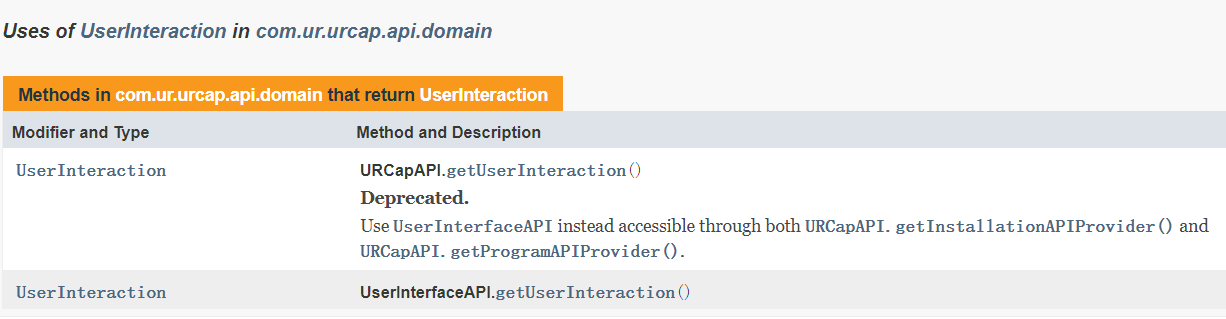 Uses of UserInteraction in com.ur.urcap.api.domain
Methods in com.ur.urcap.api.domain that return UserInteraction
Modifier and Type Method and Description
UserInteraction URCapAPI.getUserInteraction()
Deprecated.
Use UserInterfaceAPI instead accessible through both URCapAPI.getInstallationAPIProvider() and
URCapAPI.getProgramAPIProvider().
UserInteraction UserInterfaceAPI.getUserInteraction()